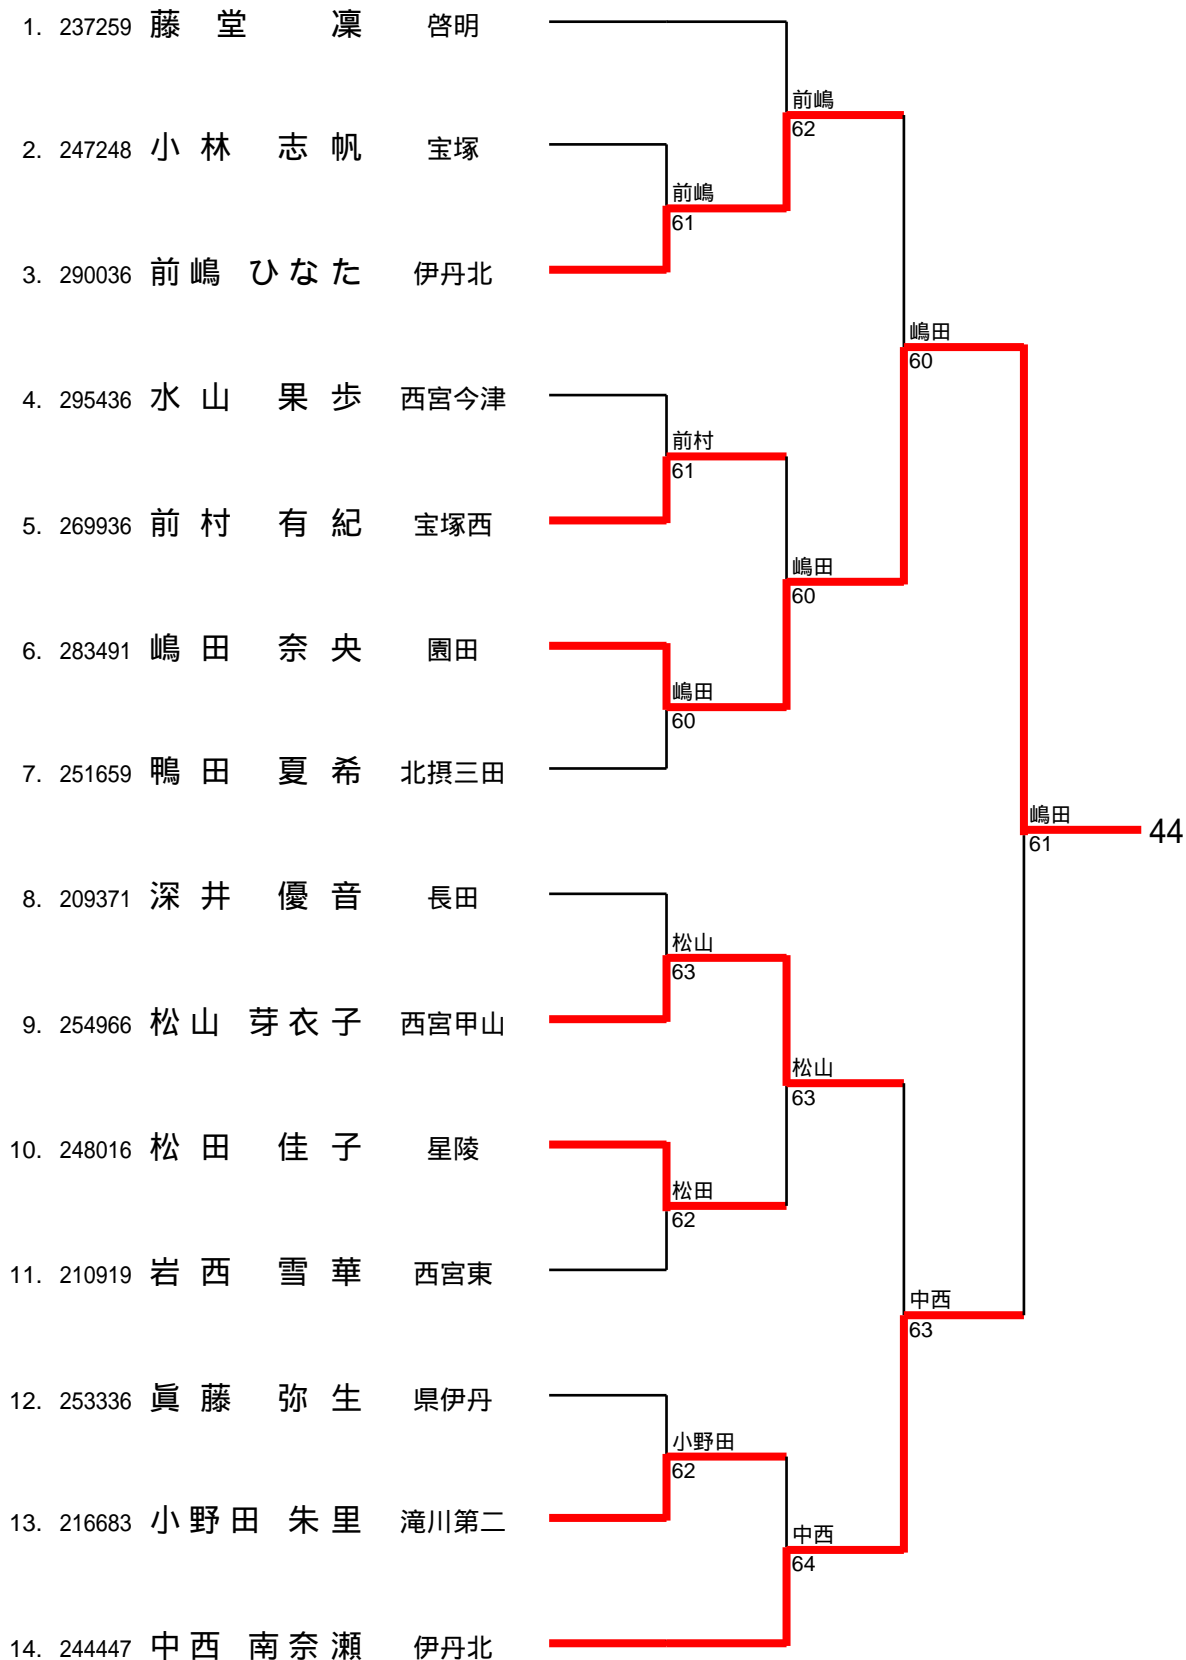 1. 237259 藤堂 凜 啓明
前嶋
62
2. 247248 小林 志帆 宝塚
前嶋
61
3. 290036 前嶋 ひなた 伊丹北
嶋田
60
4. 295436 水山 果歩 西宮今津
前村
61
5. 269936 前村 有紀 宝塚西
嶋田
60
6. 283491 嶋田 奈央 園田
嶋田
60
7. 251659 鴨田 夏希 北摂三田
嶋田
61
44
8. 209371 深井 優音 長田
松山
63
9. 254966 松山 芽衣子 西宮甲山
松山
63
10. 248016 松田 佳子 星陵
松田
62
11. 210919 岩西 雪華 西宮東
中西
63
12. 253336 眞藤 弥生 県伊丹
小野田
62
13. 216683 小野田 朱里 滝川第二
中西
64
14. 244447 中西 南奈瀬 伊丹北